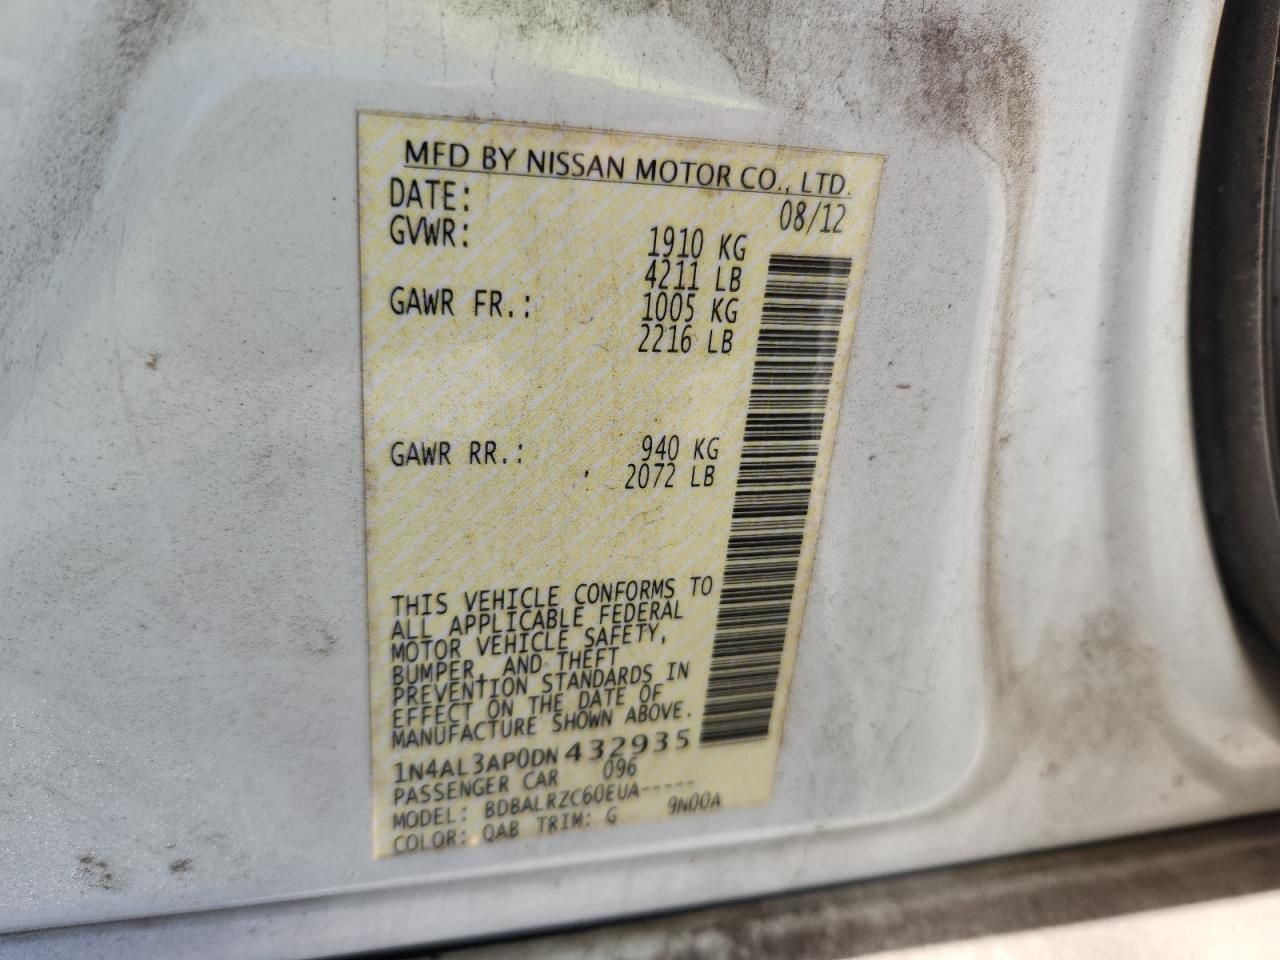 MFD BY NISSAN MOTOR CO., LTD.
DATE: 08/12
GVWR: 1910 KG
4211 LB
GAWR FR.: 1005 KG
2216 LB
GAWR RR.: 940 KG
2072 LB
THIS VEHICLE CONFORMS TO
ALL APPLICABLE FEDERAL
MOTOR VEHICLE SAFETY,
BUMPER, AND THEFT
PREVENTION STANDARDS IN
EFFECT ON THE DATE OF
MANUFACTURE SHOWN ABOVE.
1N4AL3AP0DN432935
PASSENGER CAR 096
MODEL: BDBALRZC60EUA-----
COLOR: QAB TRIM: G 9N00A